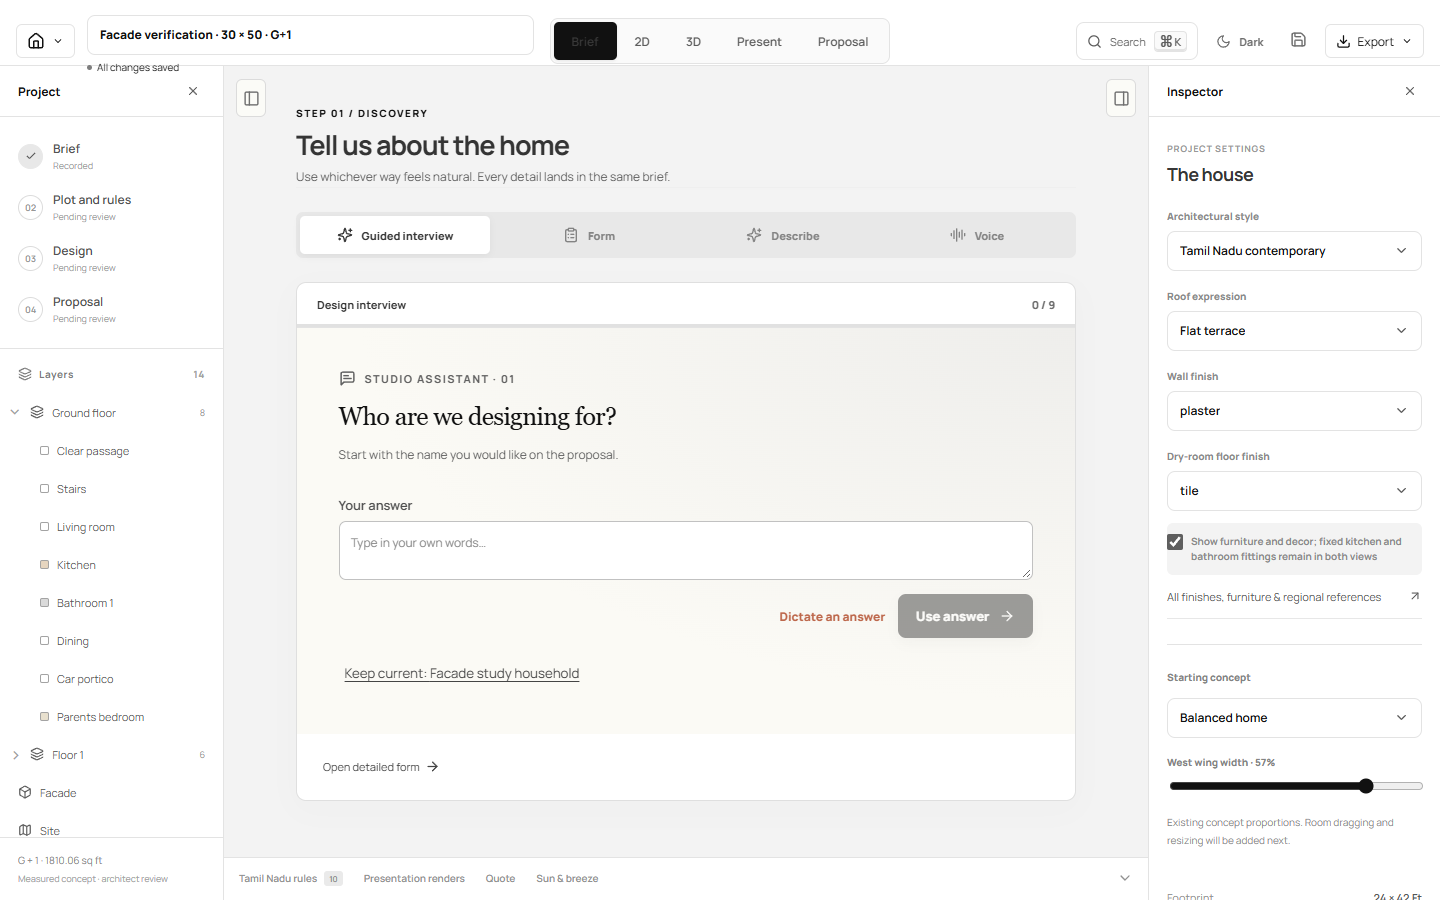 Facade verification · 30 × 50 · G+1
All changes saved
Brief
2D
3D
Present
Proposal
Search
⌘K
Dark
Export
Project
Brief
Recorded
02
Plot and rules
Pending review
03
Design
Pending review
04
Proposal
Pending review
Layers
14
Ground floor
8
Clear passage
Stairs
Living room
Kitchen
Bathroom 1
Dining
Car portico
Parents bedroom
Floor 1
6
Facade
Site
G + 1 · 1810.06 sq ft
Measured concept · architect review
STEP 01 / DISCOVERY
Tell us about the home
Use whichever way feels natural. Every detail lands in the same brief.
Guided interview
Form
Describe
Voice
Design interview
0 / 9
STUDIO ASSISTANT · 01
Who are we designing for?
Start with the name you would like on the proposal.
Your answer
Type in your own words...
Dictate an answer
Use answer
Keep current: Facade study household
Open detailed form
Tamil Nadu rules
10
Presentation renders
Quote
Sun & breeze
Inspector
PROJECT SETTINGS
The house
Architectural style
Tamil Nadu contemporary
Roof expression
Flat terrace
Wall finish
plaster
Dry-room floor finish
tile
Show furniture and decor; fixed kitchen and
bathroom fittings remain in both views
All finishes, furniture & regional references
Starting concept
Balanced home
West wing width · 57%
Existing concept proportions. Room dragging and
resizing will be added next.
Footprint
24 × 42 Ft